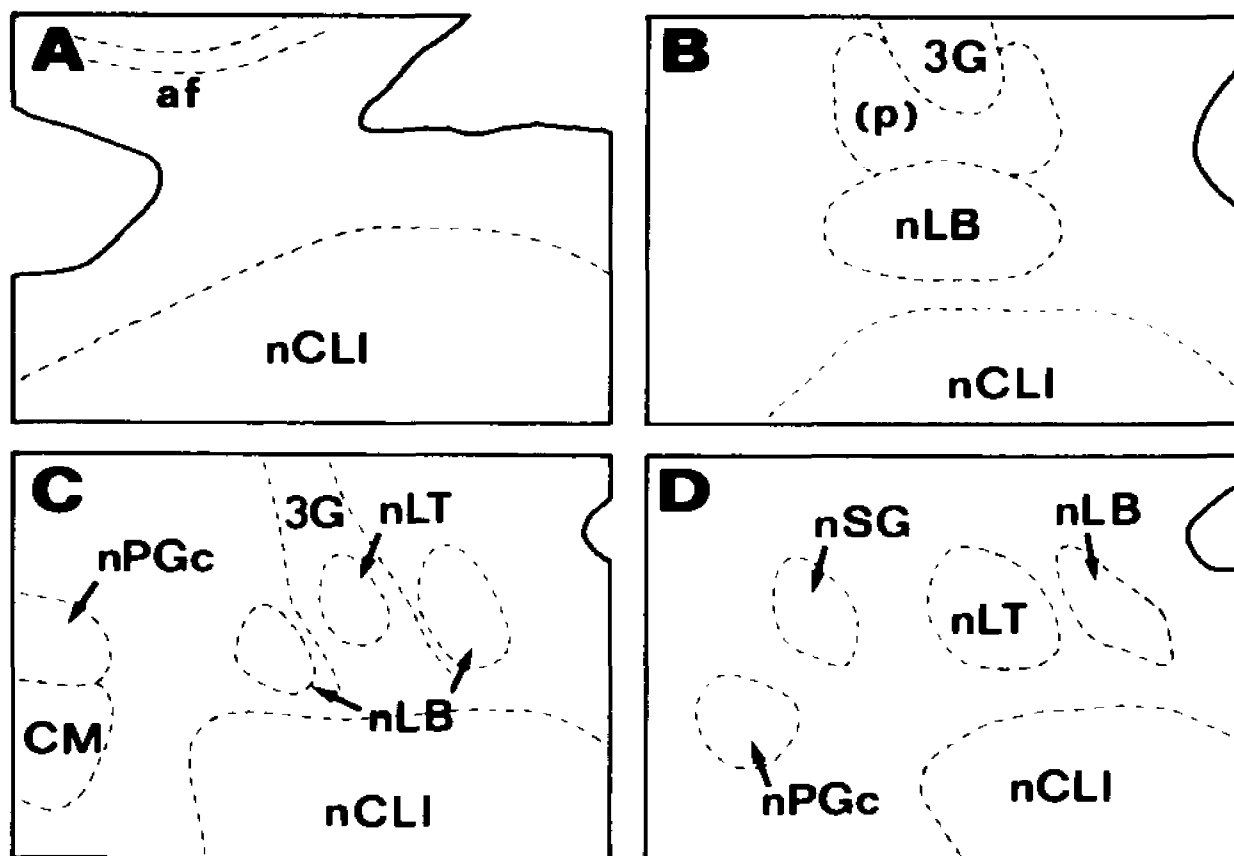 A
af
nCLI
B
3G
(p)
nLB
nCLI
C
3G
nLT
nPGc
nLB
CM
nCLI
D
nSG
nLB
nLT
nPGc
nCLI